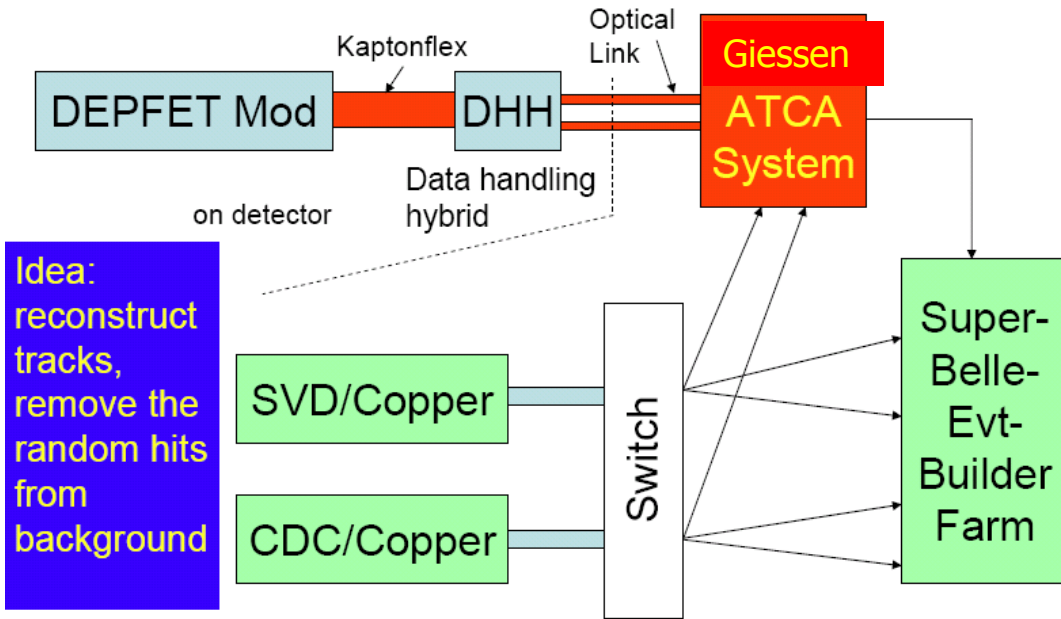 Kaptonflex
Optical
Link
Giessen
ATCA
System
DEPFET Mod
DHH
Data handling
hybrid
on detector
Idea:
reconstruct
tracks,
remove the
random hits
from
background
SVD/Copper
CDC/Copper
Switch
Super-
Belle-
Evt-
Builder
Farm